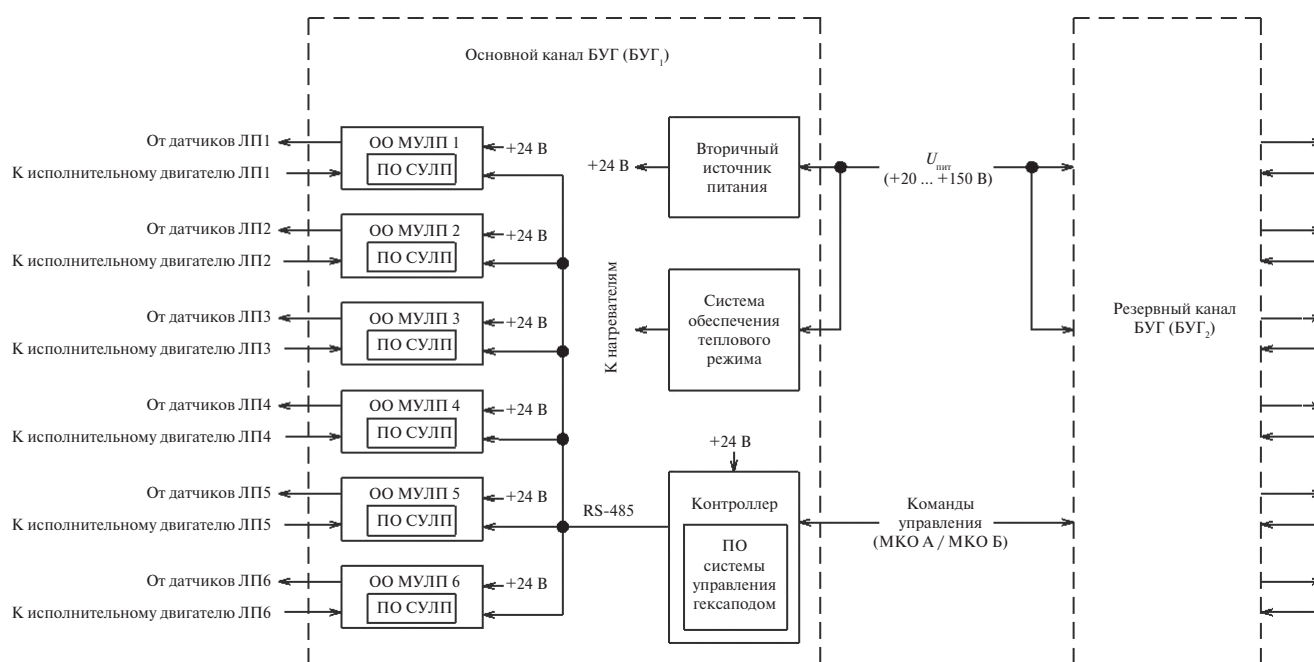 Основной канал БУГ (БУГ₁)
От датчиков ЛП1
К исполнительному двигателю ЛП1
ОО МУЛП 1
ПО СУЛП
+24 В
От датчиков ЛП2
К исполнительному двигателю ЛП2
ОО МУЛП 2
ПО СУЛП
+24 В
От датчиков ЛП3
К исполнительному двигателю ЛП3
ОО МУЛП 3
ПО СУЛП
+24 В
От датчиков ЛП4
К исполнительному двигателю ЛП4
ОО МУЛП 4
ПО СУЛП
+24 В
От датчиков ЛП5
К исполнительному двигателю ЛП5
ОО МУЛП 5
ПО СУЛП
+24 В
От датчиков ЛП6
К исполнительному двигателю ЛП6
ОО МУЛП 6
ПО СУЛП
+24 В
RS-485
+24 В
Вторичный
источник
питания
К нагревателям
Система
обеспечения
теплового
режима
+24 В
Контроллер
ПО
системы
управления
гексаподом
Uпит
(+20 ... +150 В)
Команды
управления
(МКО А / МКО Б)
Резервный канал
БУГ (БУГ₂)